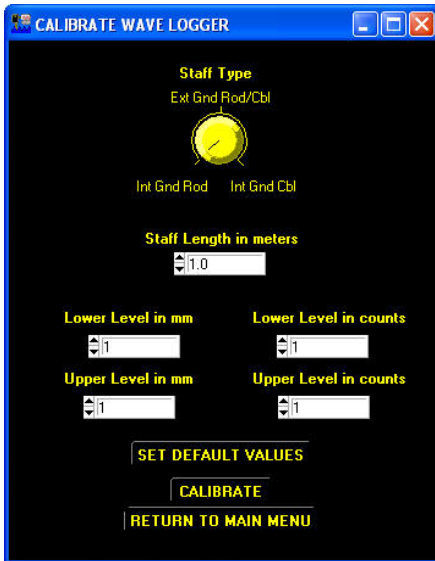 CALIBRATE WAVE LOGGER
Staff Type
Ext Gnd Rod/Cbl
Int Gnd Rod Int Gnd Cbl
Staff Length in meters
1.0
Lower Level in mm Lower Level in counts
1 1
Upper Level in mm Upper Level in counts
1 1
SET DEFAULT VALUES
CALIBRATE
RETURN TO MAIN MENU